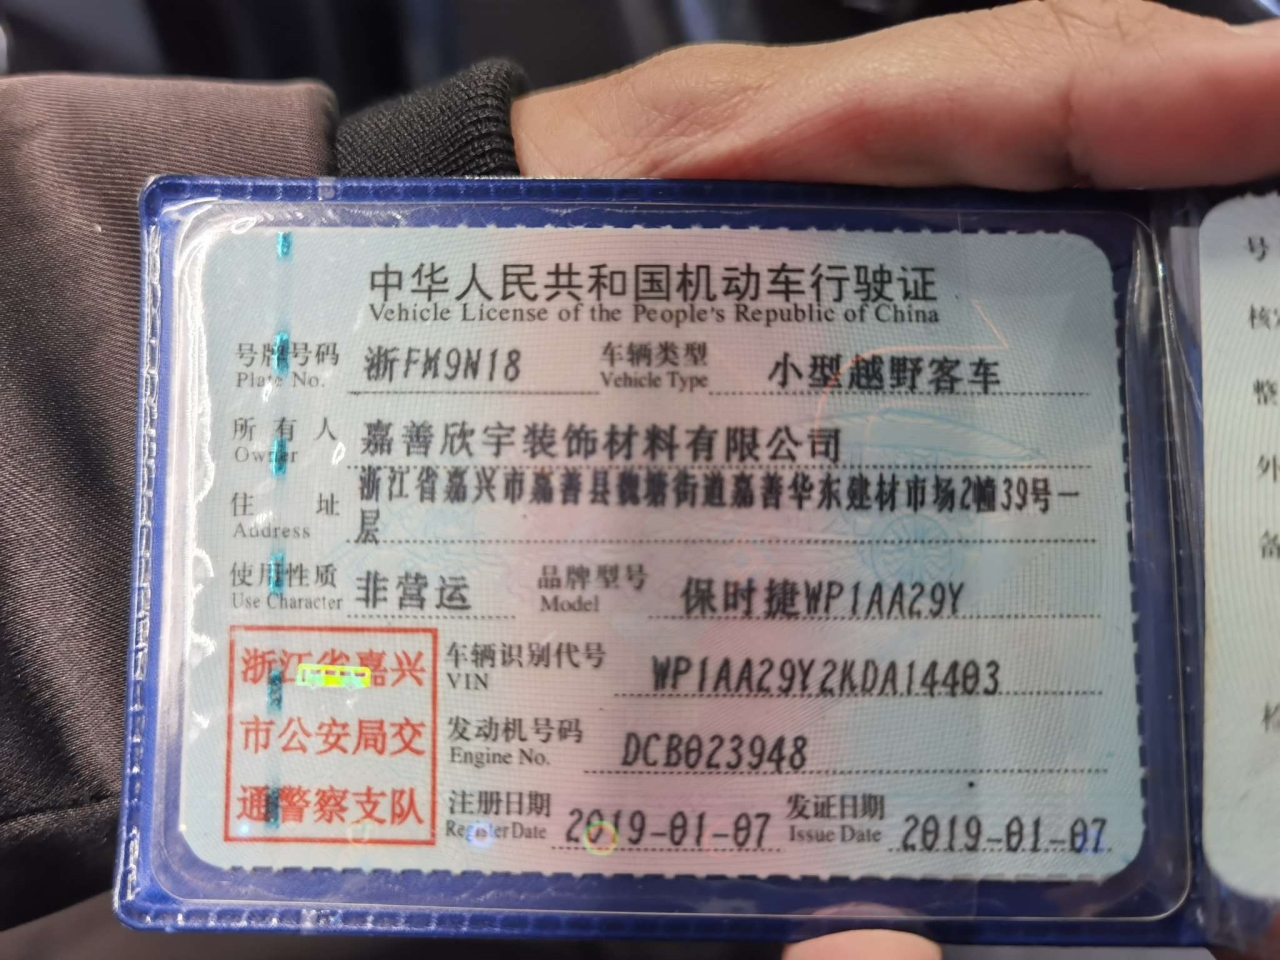 中华人民共和国机动车行驶证
Vehicle License of the People's Republic of China
号牌号码 浙FM9N18 车辆类型 小型越野客车
Plate No. Vehicle Type
所有人 嘉善欣宇装饰材料有限公司
Owner
住址 浙江省嘉兴市嘉善县魏塘街道嘉善华东建材市场2幢39号一
Address 层
使用性质 非营运 品牌型号 保时捷WP1AA29Y
Use Character Model
浙江省嘉兴
市公安局交
通警察支队
车辆识别代号 WP1AA29Y2KDA14403
VIN
发动机号码 DCB023948
Engine No.
注册日期 2019-01-07 发证日期 2019-01-07
Register Date Issue Date
号
核
整
外
备